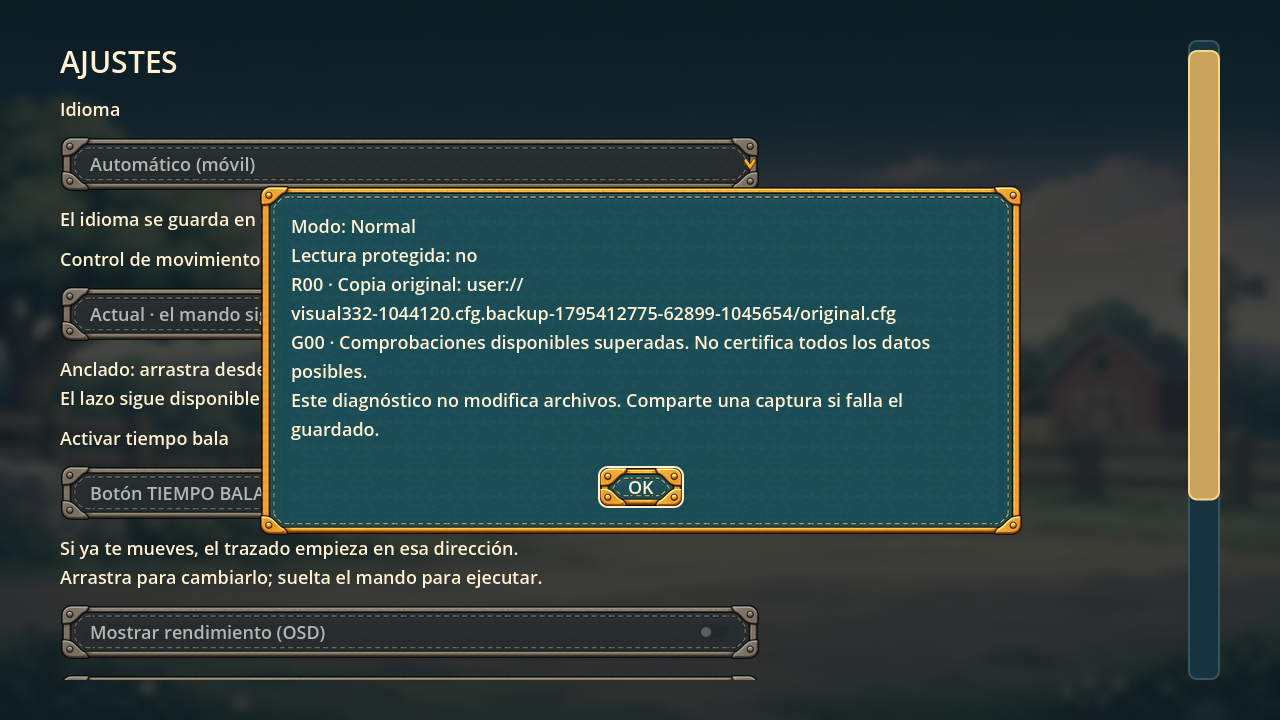 AJUSTES
Idioma
Automático (móvil)
El idioma se guarda en
Control de movimiento
Actual · el mando
Anclado: arrastra desde
El lazo sigue disponible
Activar tiempo bala
Botón TIEMPO BALA
Si ya te mueves, el trazado empieza en esa dirección.
Arrastra para cambiarlo; suelta el mando para ejecutar.
Mostrar rendimiento (OSD)
Modo: Normal
Lectura protegida: no
R00 · Copia original: user://
visual332-1044120.cfg.backup-1795412775-62899-1045654/original.cfg
G00 · Comprobaciones disponibles superadas. No certifica todos los datos
posibles.
Este diagnóstico no modifica archivos. Comparte una captura si falla el
guardado.
OK